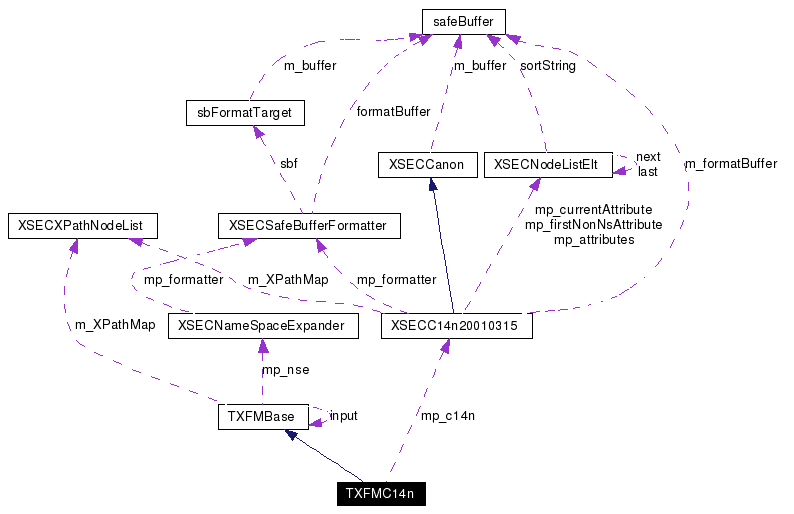 safeBuffer
m_buffer
m_buffer
sortString
sbFormatTarget
formatBuffer
sbf
XSECCanon
XSECNodeListElt
next
last
m_formatBuffer
XSECXPathNodeList
XSECSafeBufferFormatter
mp_currentAttribute
mp_firstNonNsAttribute
mp_attributes
mp_formatter
m_XPathMap
mp_formatter
m_XPathMap
XSECNameSpaceExpander
XSECC14n20010315
mp_nse
TXFMBase
input
mp_c14n
TXFMC14n